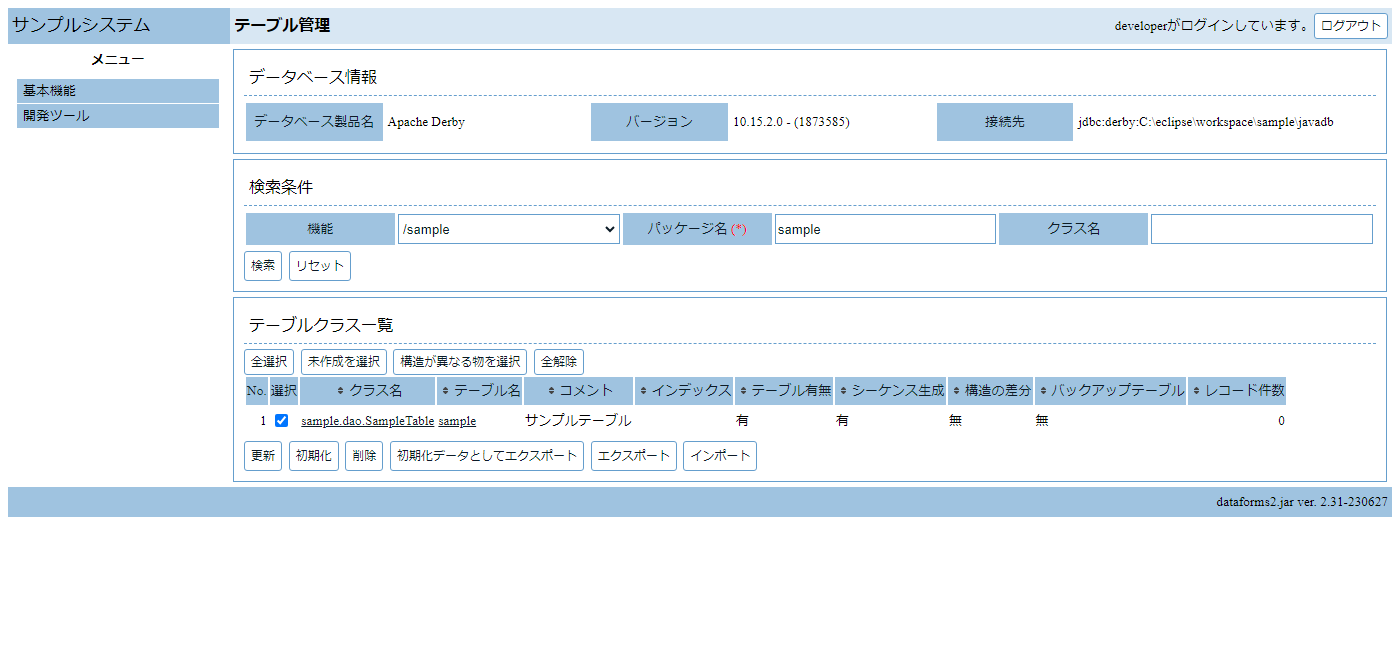 サンプルシステム テーブル管理 developerがログインしています。 ログアウト
メニュー
基本機能
開発ツール
データベース情報
データベース製品名 Apache Derby バージョン 10.15.2.0 - (1873585) 接続先 jdbc:derby:C:\eclipse\workspace\sample\javadb
検索条件
機能 /sample パッケージ名(*) sample クラス名
検索 リセット
テーブルクラス一覧
全選択 未作成を選択 構造が異なる物を選択 全解除
No. 選択 クラス名 テーブル名 コメント インデックス テーブル有無 シーケンス生成 構造の差分 バックアップテーブル レコード件数
1 sample.dao.SampleTable sample サンプルテーブル 有 有 無 無 0
更新 初期化 削除 初期化データとしてエクスポート エクスポート インポート
dataforms2.jar ver. 2.31-230627